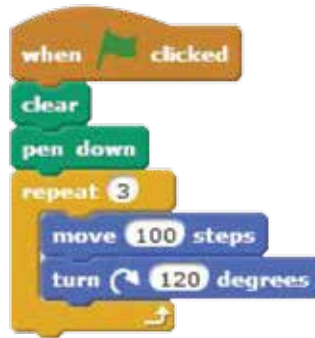 when clicked
clear
pen down
repeat 3
move 100 steps
turn 120 degrees